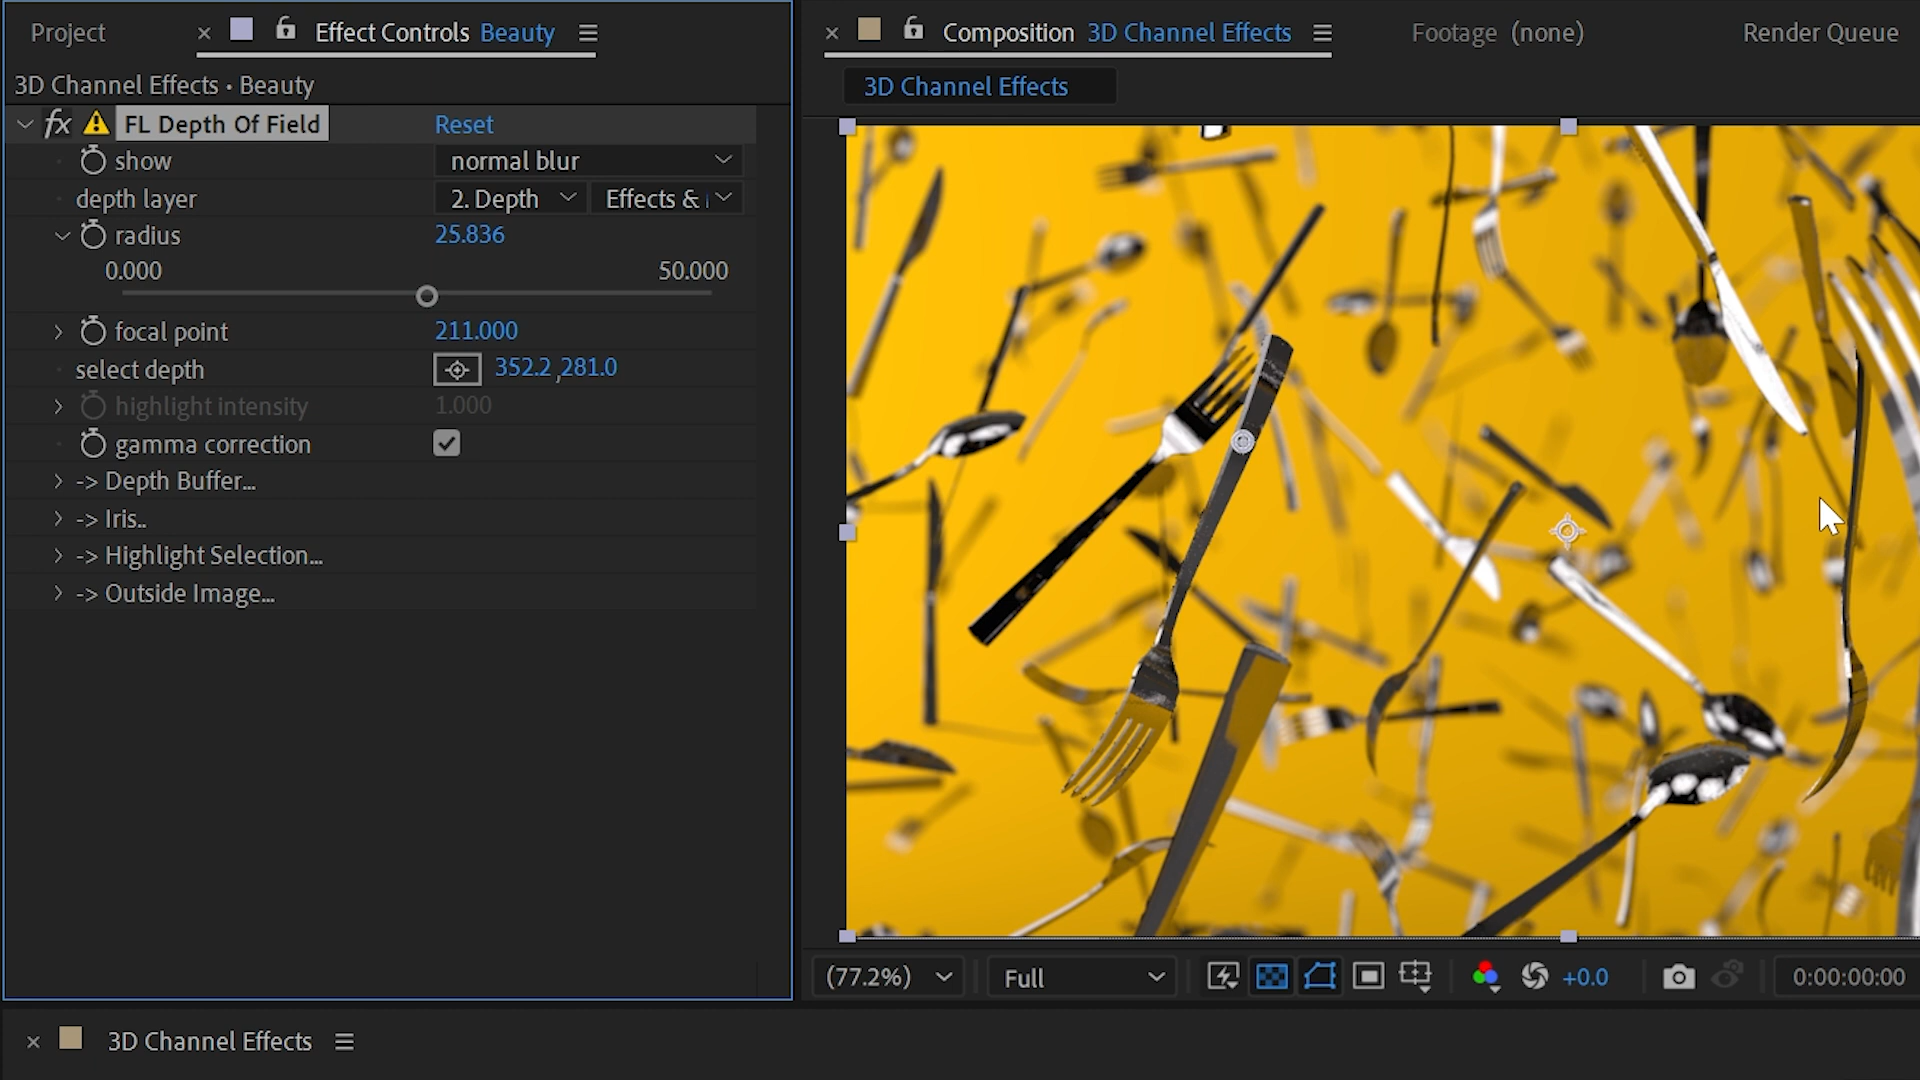 Project
× Effect Controls Beauty
3D Channel Effects • Beauty
fx FL Depth Of Field Reset
show normal blur
depth layer 2. Depth Effects &
radius 25.836
0.000 50.000
focal point 211.000
select depth 352.2,281.0
highlight intensity 1.000
gamma correction
-> Depth Buffer...
-> Iris..
-> Highlight Selection...
-> Outside Image...
× Composition 3D Channel Effects
Footage (none)
Render Queue
3D Channel Effects
(77.2%) Full +0.0 0:00:00:00
× 3D Channel Effects